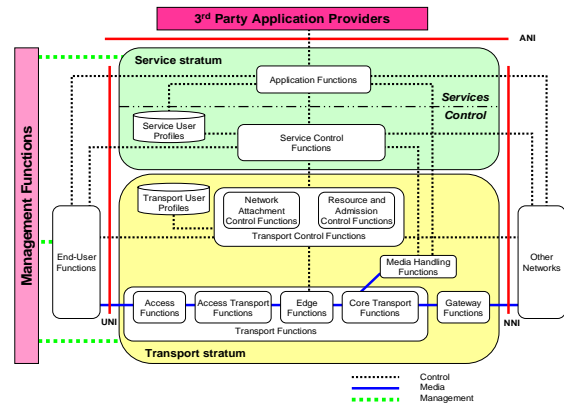 3rd Party Application Providers
ANI
Service stratum
Application Functions
Services
Control
Service User
Profiles
Service Control
Functions
Management Functions
Transport User
Profiles
Network
Attachment
Control Functions
Resource and
Admission
Control Functions
Transport Control Functions
End-User
Functions
Other
Networks
Media Handling
Functions
Access
Functions
Access Transport
Functions
Edge
Functions
Core Transport
Functions
Gateway
Functions
Transport Functions
UNI
NNI
Transport stratum
Control
Media
Management